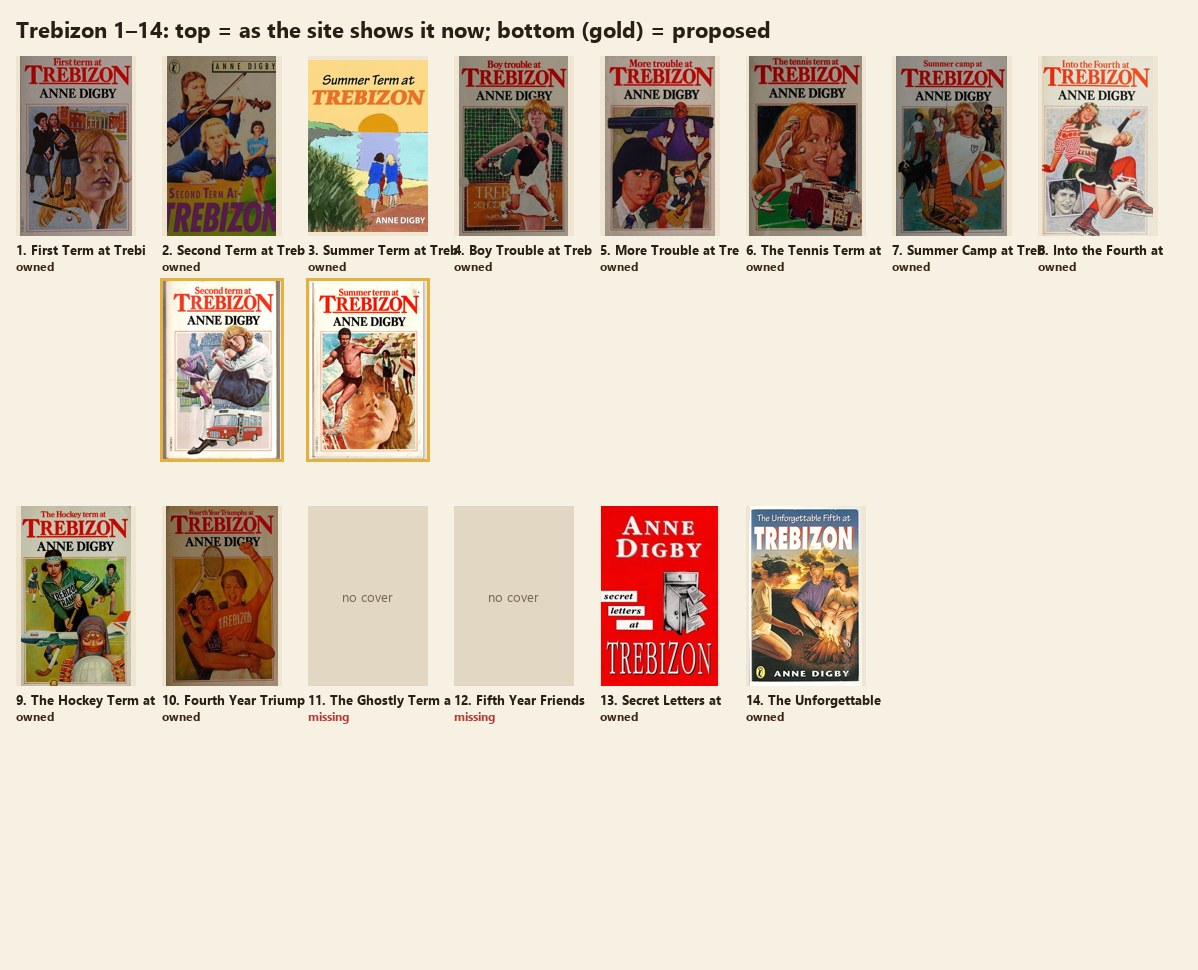 Trebizon 1–14: top = as the site shows it now; bottom (gold) = proposed
First term at
TREBIZON
ANNE DIGBY
ANNE DIGBY
SECOND TERM AT
TREBIZON
Summer Term at
TREBIZON
ANNE DIGBY
Boy trouble at
TREBIZON
ANNE DIGBY
More trouble at
TREBIZON
ANNE DIGBY
The tennis term at
TREBIZON
ANNE DIGBY
Summer camp at
TREBIZON
ANNE DIGBY
Into the Fourth at
TREBIZON
ANNE DIGBY
1. First Term at Trebi
owned
2. Second Term at Treb
owned
3. Summer Term at Treb
owned
4. Boy Trouble at Treb
owned
5. More Trouble at Tre
owned
6. The Tennis Term at
owned
7. Summer Camp at Tre
owned
8. Into the Fourth at
owned
Second term at
TREBIZON
ANNE DIGBY
Summer term at
TREBIZON
ANNE DIGBY
The Hockey term at
TREBIZON
ANNE DIGBY
Fourth Year Triumphs at
TREBIZON
ANNE DIGBY
no cover
no cover
ANNE
DIGBY
secret
letters
at
TREBIZON
The Unforgettable Fifth at
TREBIZON
ANNE DIGBY
9. The Hockey Term at
owned
10. Fourth Year Triump
owned
11. The Ghostly Term a
missing
12. Fifth Year Friends
missing
13. Secret Letters at
owned
14. The Unforgettable
owned